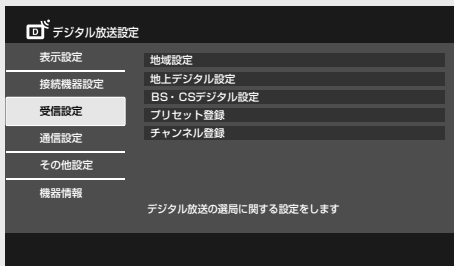 D デジタル放送設定
表示設定
接続機器設定
受信設定
通信設定
その他設定
機器情報
地域設定
地上デジタル設定
BS・CSデジタル設定
プリセット登録
チャンネル登録
デジタル放送の選局に関する設定をします